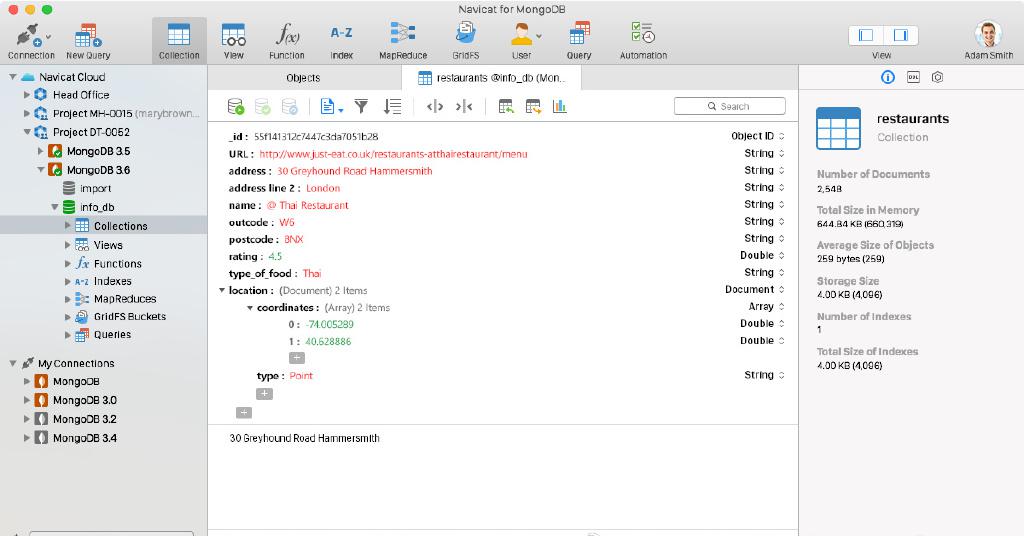 Navicat for MongoDB
Connection
New Query
Collection
View
Function
Index
MapReduce
GridFS
User
Query
Automation
View
Adam Smith
f(x)
A-Z
Navicat Cloud
Head Office
Project MH-0015 (marybrown...
Project DT-0052
MongoDB 3.5
MongoDB 3.6
import
info_db
Collections
Views
fx Functions
A-Z Indexes
MapReduces
GridFS Buckets
Queries
My Connections
MongoDB
MongoDB 3.0
MongoDB 3.2
MongoDB 3.4
Objects
restaurants @info_db (Mon...
Search
_id : 55f141312c7447c3da7051b28 Object ID
URL : http://www.just-eat.co.uk/restaurants-atthairestaurant/menu String
address : 30 Greyhound Road Hammersmith String
address line 2 : London String
name : @ Thai Restaurant String
outcode : W6 String
postcode : 8NX String
rating : 4.5 Double
type_of_food : Thai String
location : (Document) 2 Items Document
coordinates : (Array) 2 Items Array
0 : -74.005289 Double
1 : 40.628886 Double
type : Point String
30 Greyhound Road Hammersmith
DDL
restaurants
Collection
Number of Documents
2,548
Total Size in Memory
644.84 KB (660,319)
Average Size of Objects
259 bytes (259)
Storage Size
4.00 KB (4,096)
Number of Indexes
1
Total Size of Indexes
4.00 KB (4,096)